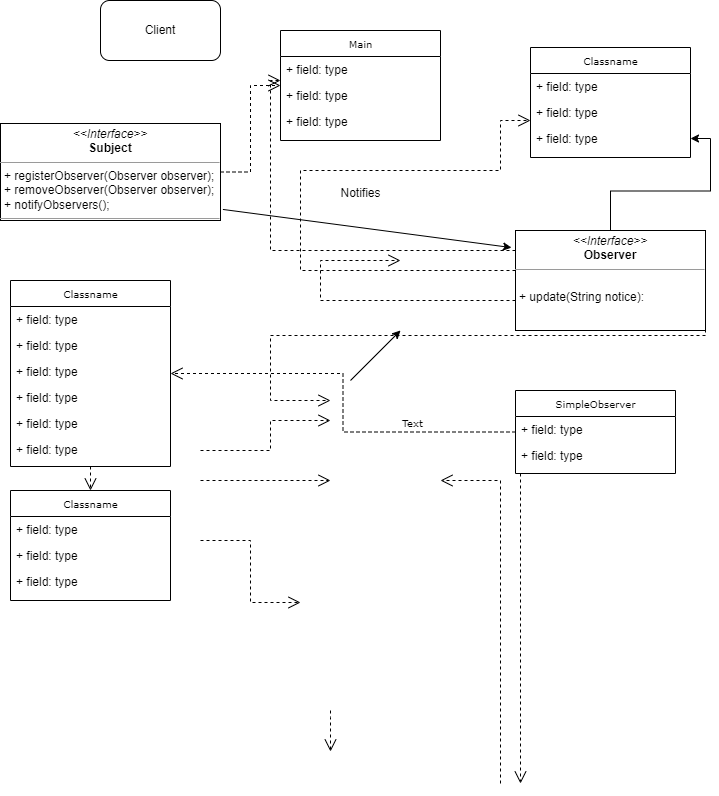 Client
Main
+ field: type
+ field: type
+ field: type
Classname
+ field: type
+ field: type
+ field: type
<<Interface>>
Subject
+ registerObserver(Observer observer);
+ removeObserver(Observer observer);
+ notifyObservers();
Notifies
<<Interface>>
Observer
+ update(String notice):
Classname
+ field: type
+ field: type
+ field: type
+ field: type
+ field: type
+ field: type
Text
SimpleObserver
+ field: type
+ field: type
Classname
+ field: type
+ field: type
+ field: type